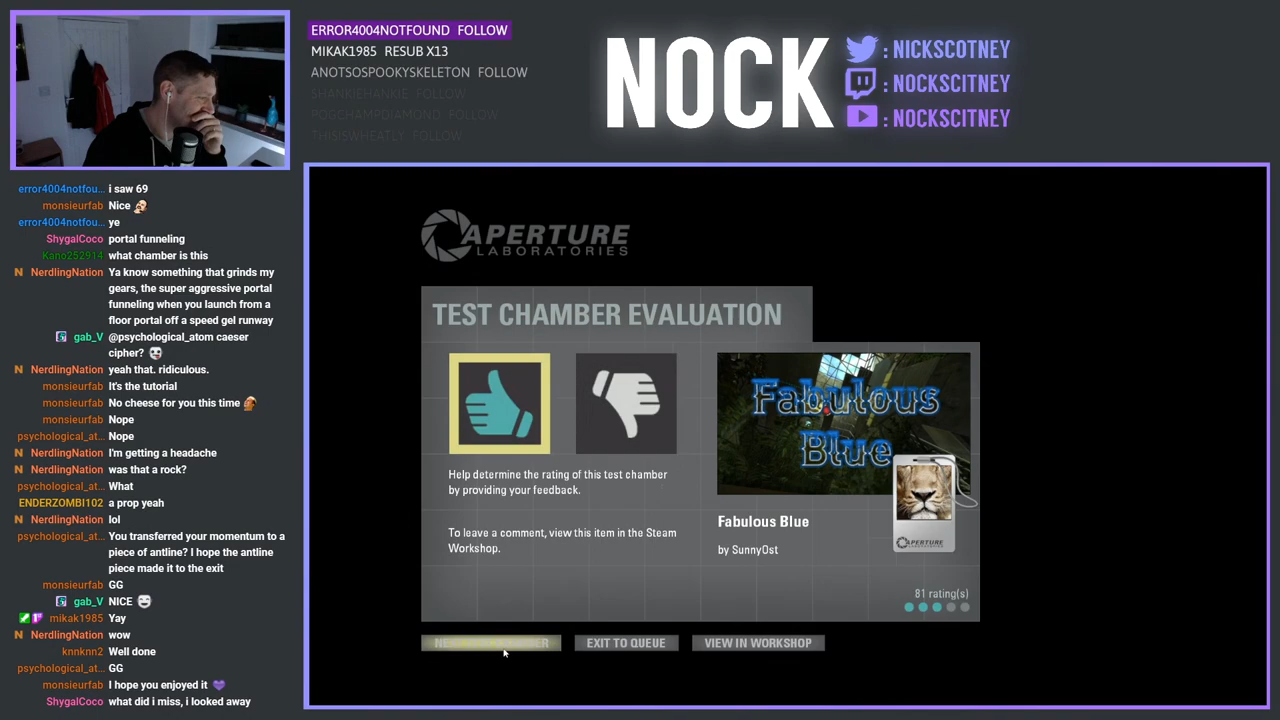 ERROR4004NOTFOUND FOLLOW
MIKAK1985 RESUB X13
ANOTSOSPOOKYSKELETON FOLLOW
SHANKIEHANKIE FOLLOW
POGCHAMPDIAMOND FOLLOW
THISISWHEATLY FOLLOW
NOCK
: NICKSCOTNEY
: NOCKSCITNEY
: NOCKSCITNEY
error4004notfou... i saw 69
monsieurfab Nice
error4004notfou... ye
ShygalCoco portal funneling
Kano252914 what chamber is this
N NerdlingNation Ya know something that grinds my
gears, the super aggressive portal
funneling when you launch from a
floor portal off a speed gel runway
gab_V @psychological_atom caeser
cipher?
N NerdlingNation yeah that. ridiculous.
monsieurfab It's the tutorial
monsieurfab No cheese for you this time
monsieurfab Nope
psychological_at... Nope
N NerdlingNation I'm getting a headache
N NerdlingNation was that a rock?
psychological_at... What
ENDERZOMBI102 a prop yeah
N NerdlingNation lol
psychological_at... You transferred your momentum to a
piece of antline? I hope the antline
piece made it to the exit
monsieurfab GG
gab_V NICE
mikak1985 Yay
N NerdlingNation wow
knnknn2 Well done
psychological_at... GG
monsieurfab I hope you enjoyed it
ShygalCoco what did i miss, i looked away
APERTURE
LABORATORIES
TEST CHAMBER EVALUATION
Help determine the rating of this test chamber
by providing your feedback.
To leave a comment, view this item in the Steam
Workshop.
Fabulous
Blue
APERTURE
Fabulous Blue
by SunnyOst
81 rating(s)
EXIT TO QUEUE
VIEW IN WORKSHOP